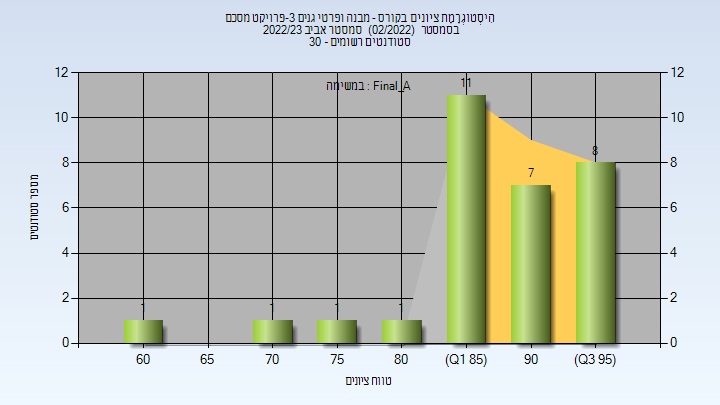 היסטוגרמת ציונים בקורס - מבנה ופרטי גנים 3-פרויקט מסכם
בסמסטר (02/2022) סמסטר אביב 2022/23
סטודנטים רשומים - 30
במשימה : Final_A
12 12
10 10
8 8
6 6
4 4
2 2
0 0
1 1 1 1 11 7 8
60 65 70 75 80 (Q1 85) 90 (Q3 95)
מספר סטודנטים
טווח ציונים